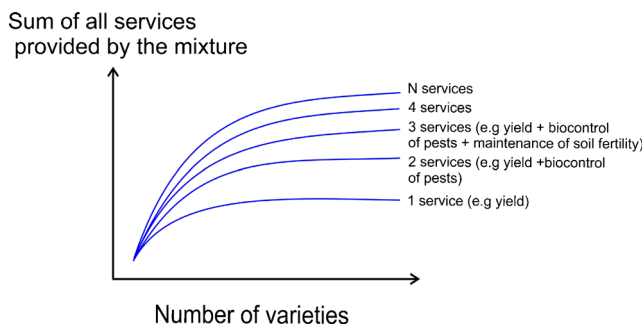 Sum of all services
provided by the mixture
N services
4 services
3 services (e.g yield + biocontrol
of pests + maintenance of soil fertility)
2 services (e.g yield +biocontrol
of pests)
1 service (e.g yield)
Number of varieties